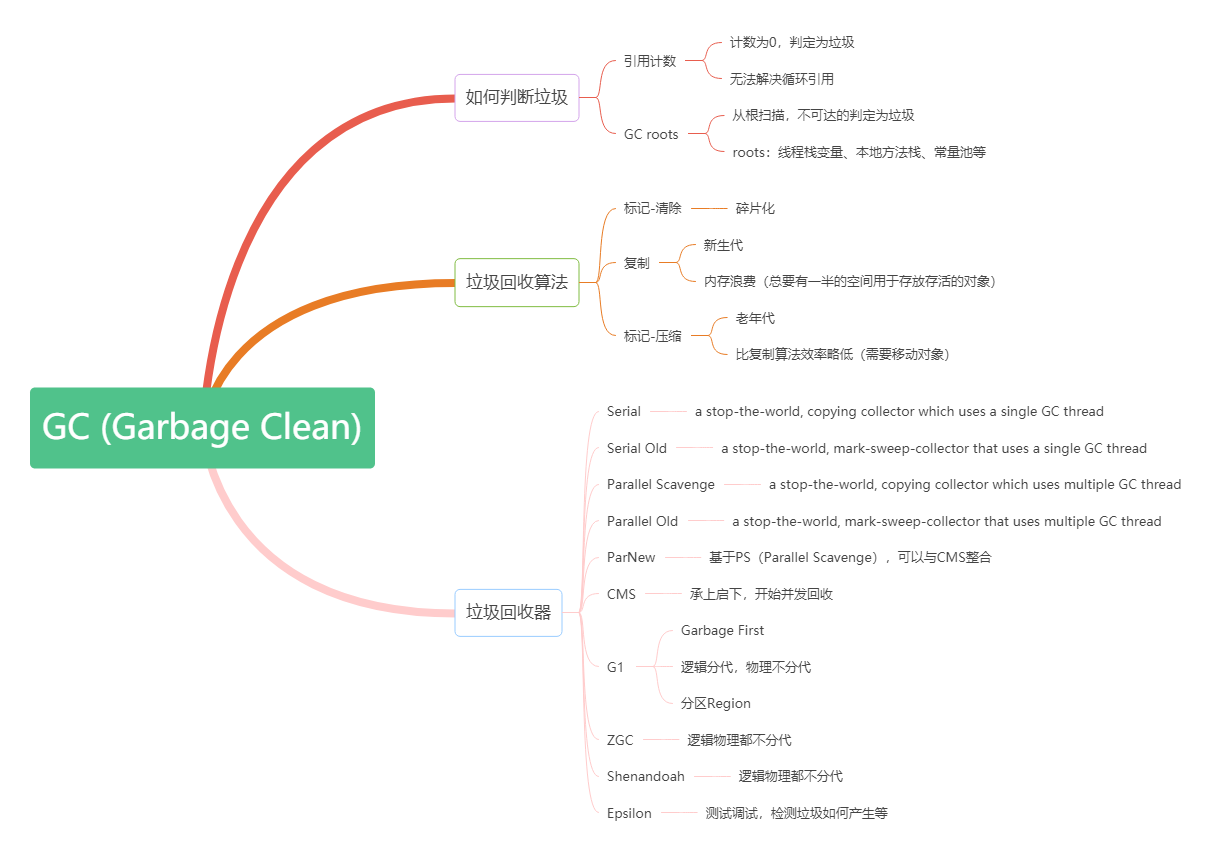 GC (Garbage Clean)
如何判断垃圾
引用计数
计数为0，判定为垃圾
无法解决循环引用
GC roots
从根扫描，不可达的判定为垃圾
roots：线程栈变量、本地方法栈、常量池等
垃圾回收算法
标记-清除
碎片化
复制
新生代
内存浪费（总要有一半的空间用于存放存活的对象）
标记-压缩
老年代
比复制算法效率略低（需要移动对象）
垃圾回收器
Serial
a stop-the-world, copying collector which uses a single GC thread
Serial Old
a stop-the-world, mark-sweep-collector that uses a single GC thread
Parallel Scavenge
a stop-the-world, copying collector which uses multiple GC thread
Parallel Old
a stop-the-world, mark-sweep-collector that uses multiple GC thread
ParNew
基于PS（Parallel Scavenge），可以与CMS整合
CMS
承上启下，开始并发回收
G1
Garbage First
逻辑分代，物理不分代
分区Region
ZGC
逻辑物理都不分代
Shenandoah
逻辑物理都不分代
Epsilon
测试调试，检测垃圾如何产生等